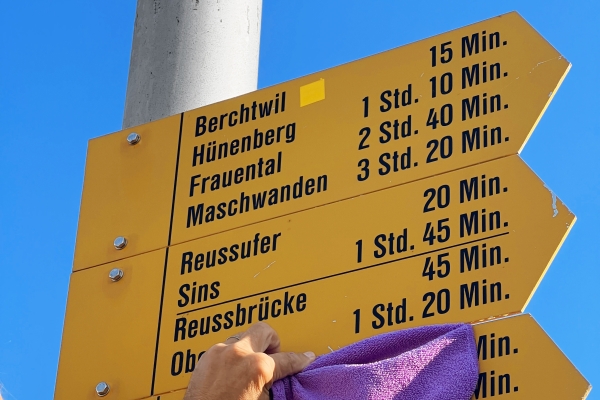 Berchtwil 15 Min.
Hünenberg 1 Std. 10 Min.
Frauental 2 Std. 40 Min.
Maschwanden 3 Std. 20 Min.
Reussufer 20 Min.
Sins 1 Std. 45 Min.
Reussbrücke 45 Min.
1 Std. 20 Min.
Min.
Min.